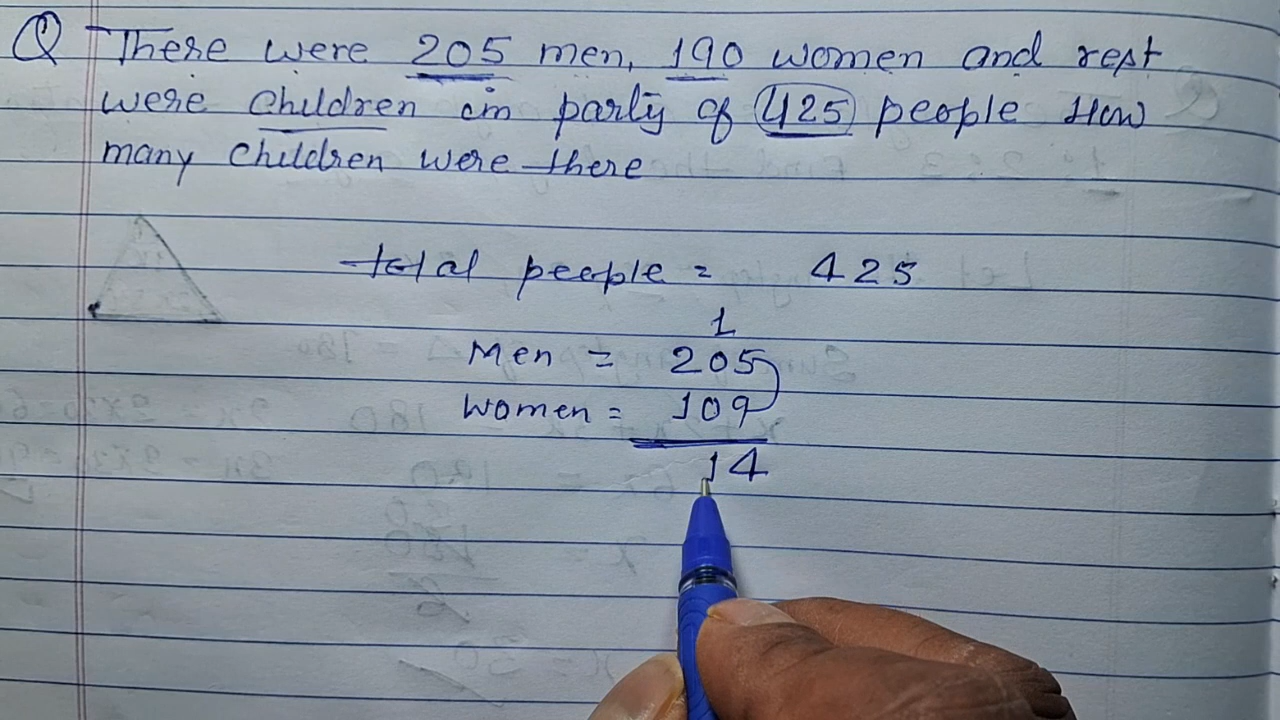 Q There were 205 men, 190 women and rest
were children in party of 425 people How
many children were there
total people = 425
1
Men = 205
Women = 109
14